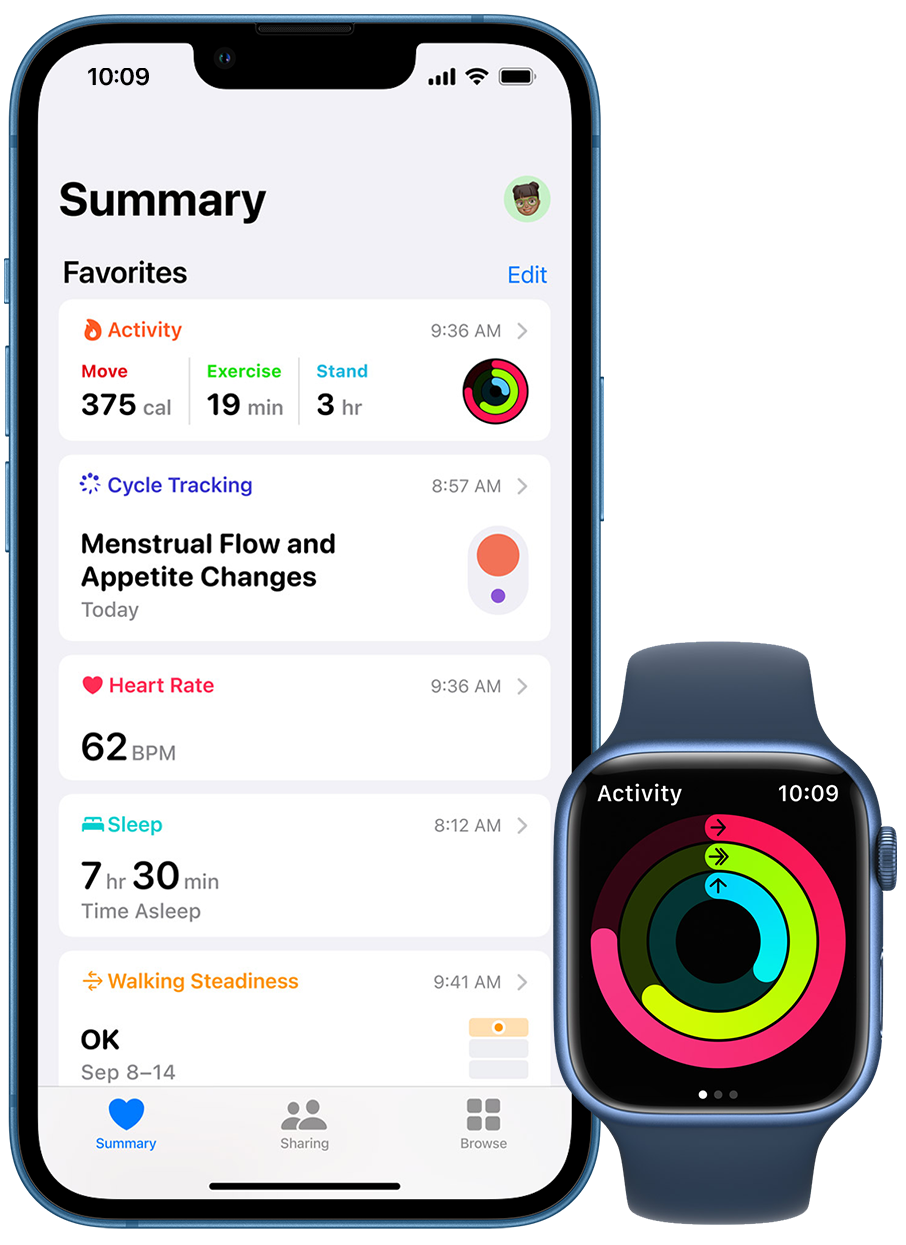 10:09
Summary
Favorites
Edit
Activity
9:36 AM
Move
Exercise
Stand
375 cal
19 min
3 hr
Cycle Tracking
8:57 AM
Menstrual Flow and
Appetite Changes
Today
Heart Rate
9:36 AM
62 BPM
Sleep
8:12 AM
7 hr 30 min
Time Asleep
Walking Steadiness
9:41 AM
OK
Sep 8–14
Summary
Sharing
Browse
Activity
10:09